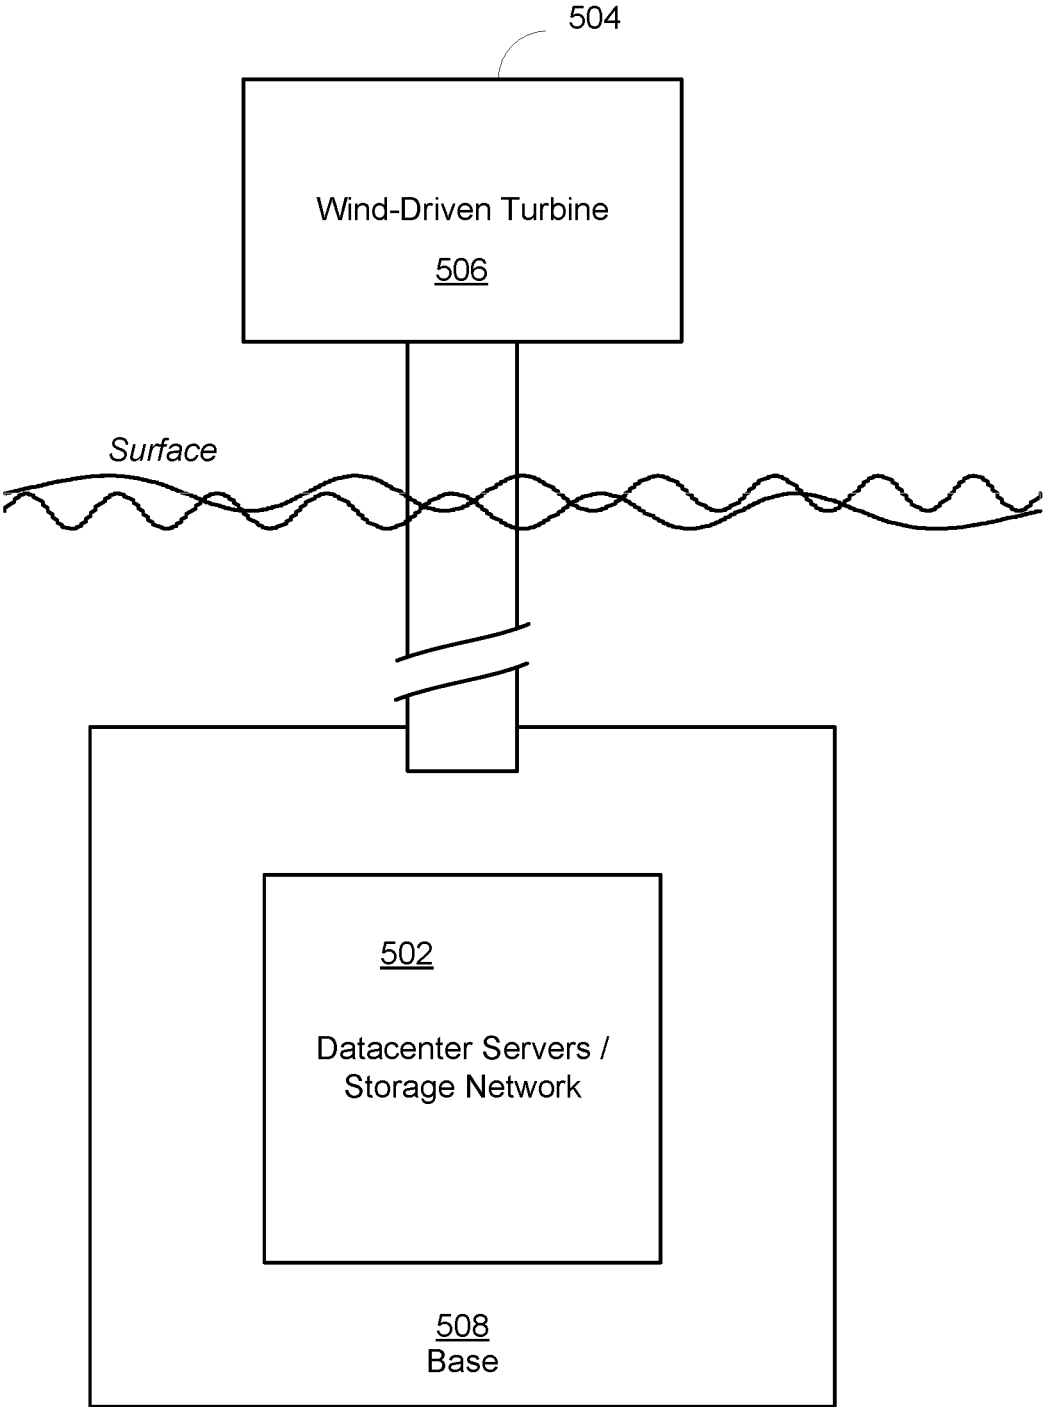 504
Wind-Driven Turbine
506
Surface
502
Datacenter Servers /
Storage Network
508
Base